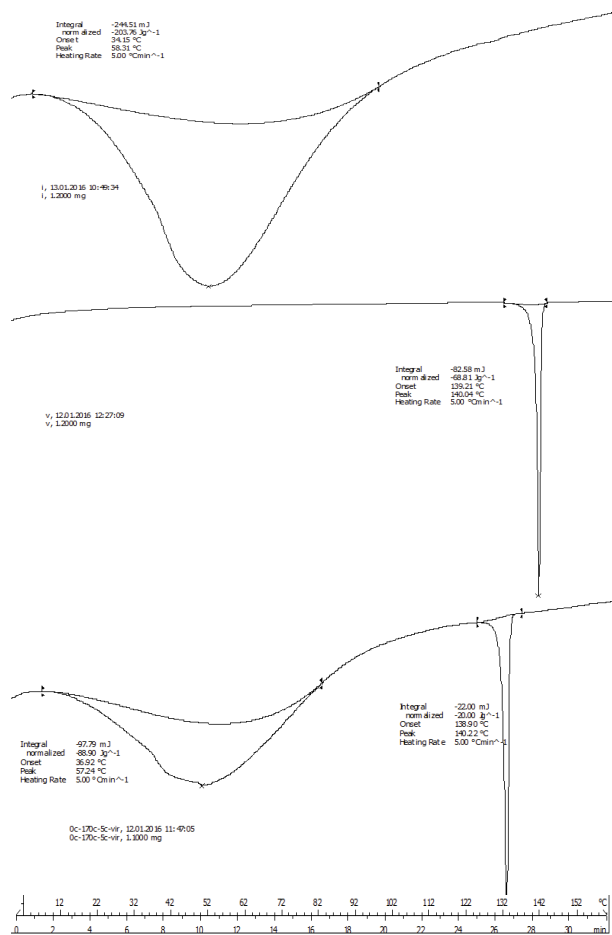 Integral -244.51 mJ
normalized -203.76 Jg^-1
Onset 34.15 °C
Peak 58.31 °C
Heating Rate 5.00 °Cmin^-1
i, 13.01.2016 10:49:34
i, 1.2000 mg
Integral -82.58 mJ
normalized -68.81 Jg^-1
Onset 139.21 °C
Peak 140.04 °C
Heating Rate 5.00 °Cmin^-1
v, 12.01.2016 12:27:09
v, 1.2000 mg
Integral -22.00 mJ
normalized -20.00 Jg^-1
Onset 138.90 °C
Peak 140.22 °C
Heating Rate 5.00 °Cmin^-1
Integral -97.79 mJ
normalized -88.90 Jg^-1
Onset 36.92 °C
Peak 57.24 °C
Heating Rate 5.00 °Cmin^-1
0c-170c-5c-vir, 12.01.2016 11:47:05
0c-170c-5c-vir, 1.1000 mg
12 22 32 42 52 62 72 82 92 102 112 122 132 142 152 °C
0 2 4 6 8 10 12 14 16 18 20 22 24 26 28 30 min